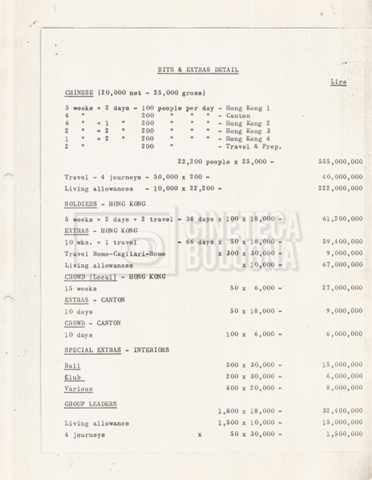 BITS & EXTRAS DETAIL
Lire
CHINESE (20,000 net - 25,000 gross)
5 weeks + 2 days - 100 people per day - Hong Kong 1
4 " 200 " " " - Canton
6 " + 1 " 200 " " " - Hong Kong 2
2 " + 2 " 200 " " " - Hong Kong 3
1 " + 2 " 200 " " " - Hong Kong 4
2 " 200 " - Travel & Prep.
22,200 people x 25,000 - 555,000,000
Travel - 4 journeys - 50,000 x 200 - 40,000,000
Living allowances - 10,000 x 22,200 - 222,000,000
SOLDIERS - HONG KONG
5 weeks + 2 days + 2 travel - 34 days x 100 x 18,000 - 61,200,000
EXTRAS - HONG KONG
10 wks. + 1 travel - 66 days x 50 x 18,000 - 59,400,000
Travel Rome-Cagliari-Rome x 300 x 30,000 - 9,000,000
Living allowances x 10,000 - 67,000,000
CROWD (Local) - HONG KONG
15 weeks 50 x 6,000 - 27,000,000
EXTRAS - CANTON
10 days 50 x 18,000 - 9,000,000
CROWD - CANTON
10 days 100 x 6,000 - 6,000,000
SPECIAL EXTRAS - INTERIORS
Ball 500 x 30,000 - 15,000,000
Club 200 x 30,000 - 6,000,000
Various 400 x 20,000 - 8,000,000
GROUP LEADERS
1,800 x 18,000 - 32,400,000
Living allowance 1,500 x 10,000 - 15,000,000
4 journeys x 50 x 30,000 - 1,500,000
CINETECA
BOLOGNA